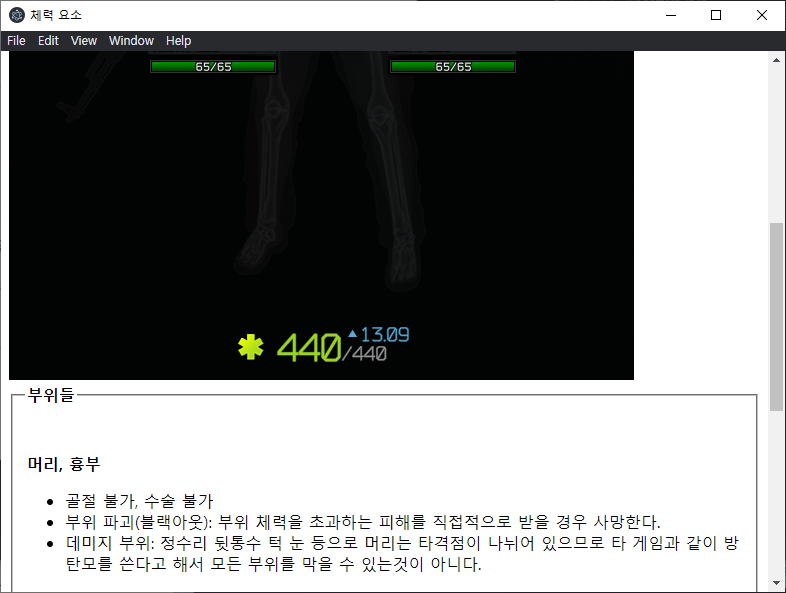 체력 요소
File Edit View Window Help
65/65 65/65
440 ▲13.09
/440
부위들
머리, 흉부
• 골절 불가, 수술 불가
• 부위 파괴(블랙아웃): 부위 체력을 초과하는 피해를 직접적으로 받을 경우 사망한다.
• 데미지 부위: 정수리 뒷통수 턱 눈 등으로 머리는 타격점이 나뉘어 있으므로 타 게임과 같이 방
탄모를 쓴다고 해서 모든 부위를 막을 수 있는것이 아니다.